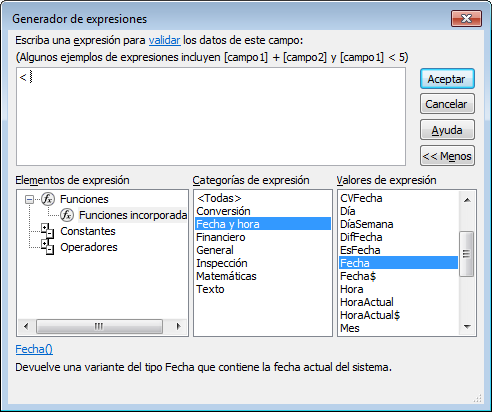 Generador de expresiones
Escriba una expresión para validar los datos de este campo:
(Algunos ejemplos de expresiones incluyen [campo1] + [campo2] y [campo1] < 5)
<
Aceptar
Cancelar
Ayuda
<< Menos
Elementos de expresión
Funciones
Funciones incorporada
Constantes
Operadores
Categorías de expresión
<Todas>
Conversión
Fecha y hora
Financiero
General
Inspección
Matemáticas
Texto
Valores de expresión
CVFecha
Día
DíaSemana
DifFecha
EsFecha
Fecha
Fecha$
Hora
HoraActual
HoraActual$
Mes
Fecha()
Devuelve una variante del tipo Fecha que contiene la fecha actual del sistema.